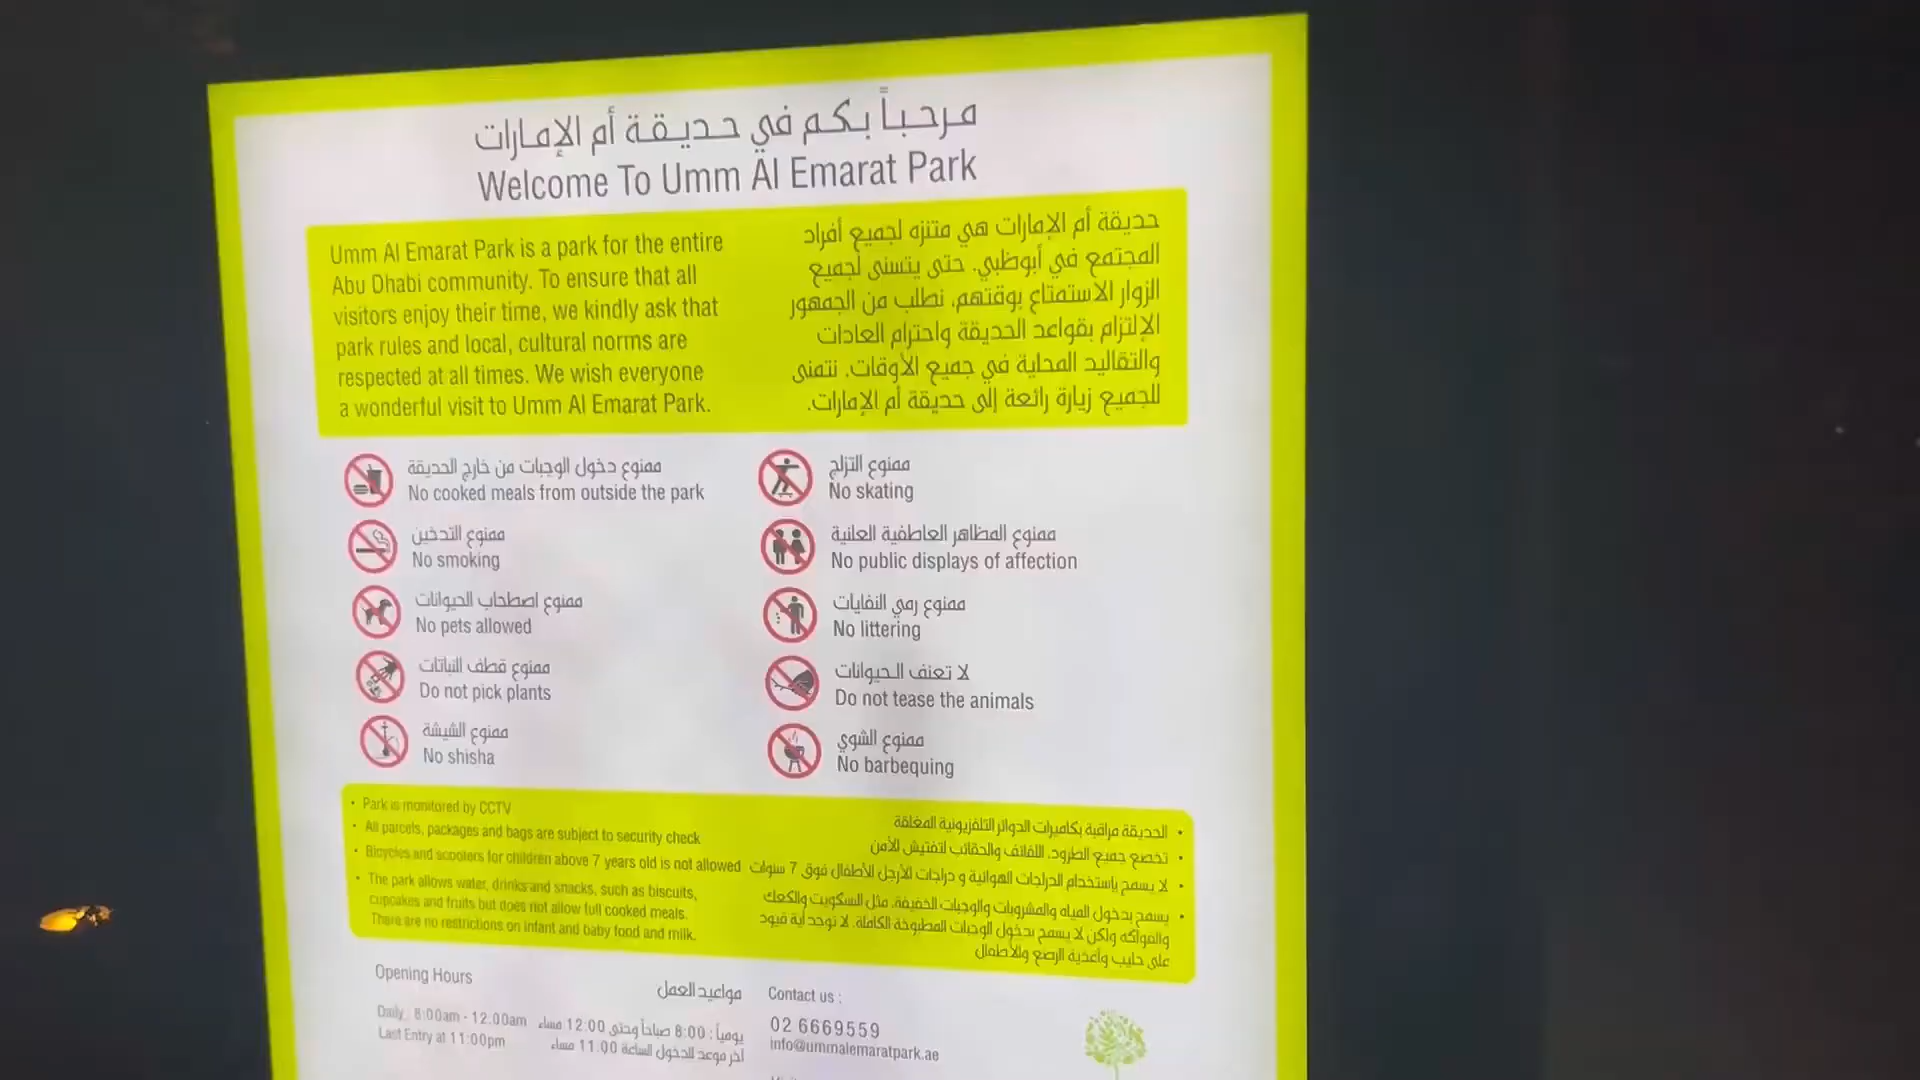 مرحباً بكم في حديقة أم الإمارات
Welcome To Umm Al Emarat Park
Umm Al Emarat Park is a park for the entire
Abu Dhabi community. To ensure that all
visitors enjoy their time, we kindly ask that
park rules and local, cultural norms are
respected at all times. We wish everyone
a wonderful visit to Umm Al Emarat Park.
حديقة أم الإمارات هي متنزه لجميع أفراد
المجتمع في أبوظبي. حتى يتسنى لجميع
الزوار الاستمتاع بوقتهم، نطلب من الجمهور
الإلتزام بقواعد الحديقة واحترام العادات
والتقاليد المحلية في جميع الأوقات. نتمنى
للجميع زيارة رائعة إلى حديقة أم الإمارات.
ممنوع دخول الوجبات من خارج الحديقة
No cooked meals from outside the park
ممنوع التدخين
No smoking
ممنوع اصطحاب الحيوانات
No pets allowed
ممنوع قطف النباتات
Do not pick plants
ممنوع الشيشة
No shisha
ممنوع التزلج
No skating
ممنوع المظاهر العاطفية العلنية
No public displays of affection
ممنوع رمي النفايات
No littering
لا تعنف الحيوانات
Do not tease the animals
ممنوع الشوي
No barbequing
• Park is monitored by CCTV
• All parcels, packages and bags are subject to security check
• Bicycles and scooters for children above 7 years old is not allowed
• The park allows water, drinks and snacks, such as biscuits,
cupcakes and fruits but does not allow full cooked meals.
There are no restrictions on infant and baby food and milk.
• الحديقة مراقبة بكاميرات الدوائر التلفزيونية المغلقة
• تخضع جميع الطرود، اللفائف والحقائب لتفتيش الأمن
• لا يسمح باستخدام الدراجات الهوائية و دراجات الأرجل للأطفال فوق 7 سنوات
• يسمح بدخول المياه والمشروبات والوجبات الخفيفة، مثل البسكويت والكعك
والفواكه ولكن لا يسمح بدخول الوجبات المطبوخة الكاملة. لا توجد أية قيود
على حليب وأغذية الرضع والأطفال
Opening Hours
Daily : 8:00am - 12:00am
Last Entry at 11:00pm
مواعيد العمل
يومياً : 8:00 صباحاً وحتى 12:00 مساء
آخر موعد للدخول الساعة 11:00 مساء
Contact us :
02 6669559
info@ummalemaratpark.ae